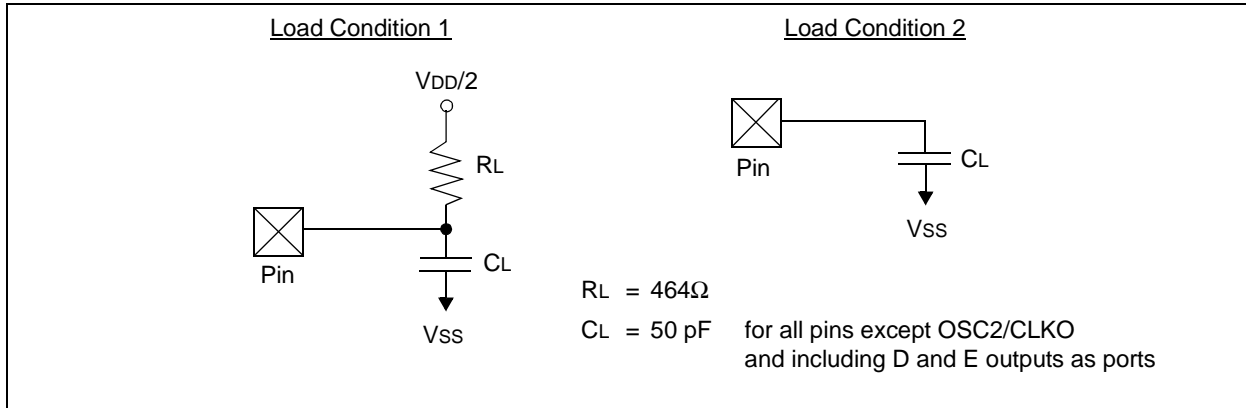 Load Condition 1
Load Condition 2
VDD/2
RL
Pin
CL
VSS
Pin
CL
VSS
RL = 464Ω
CL = 50 pF for all pins except OSC2/CLKO
and including D and E outputs as ports